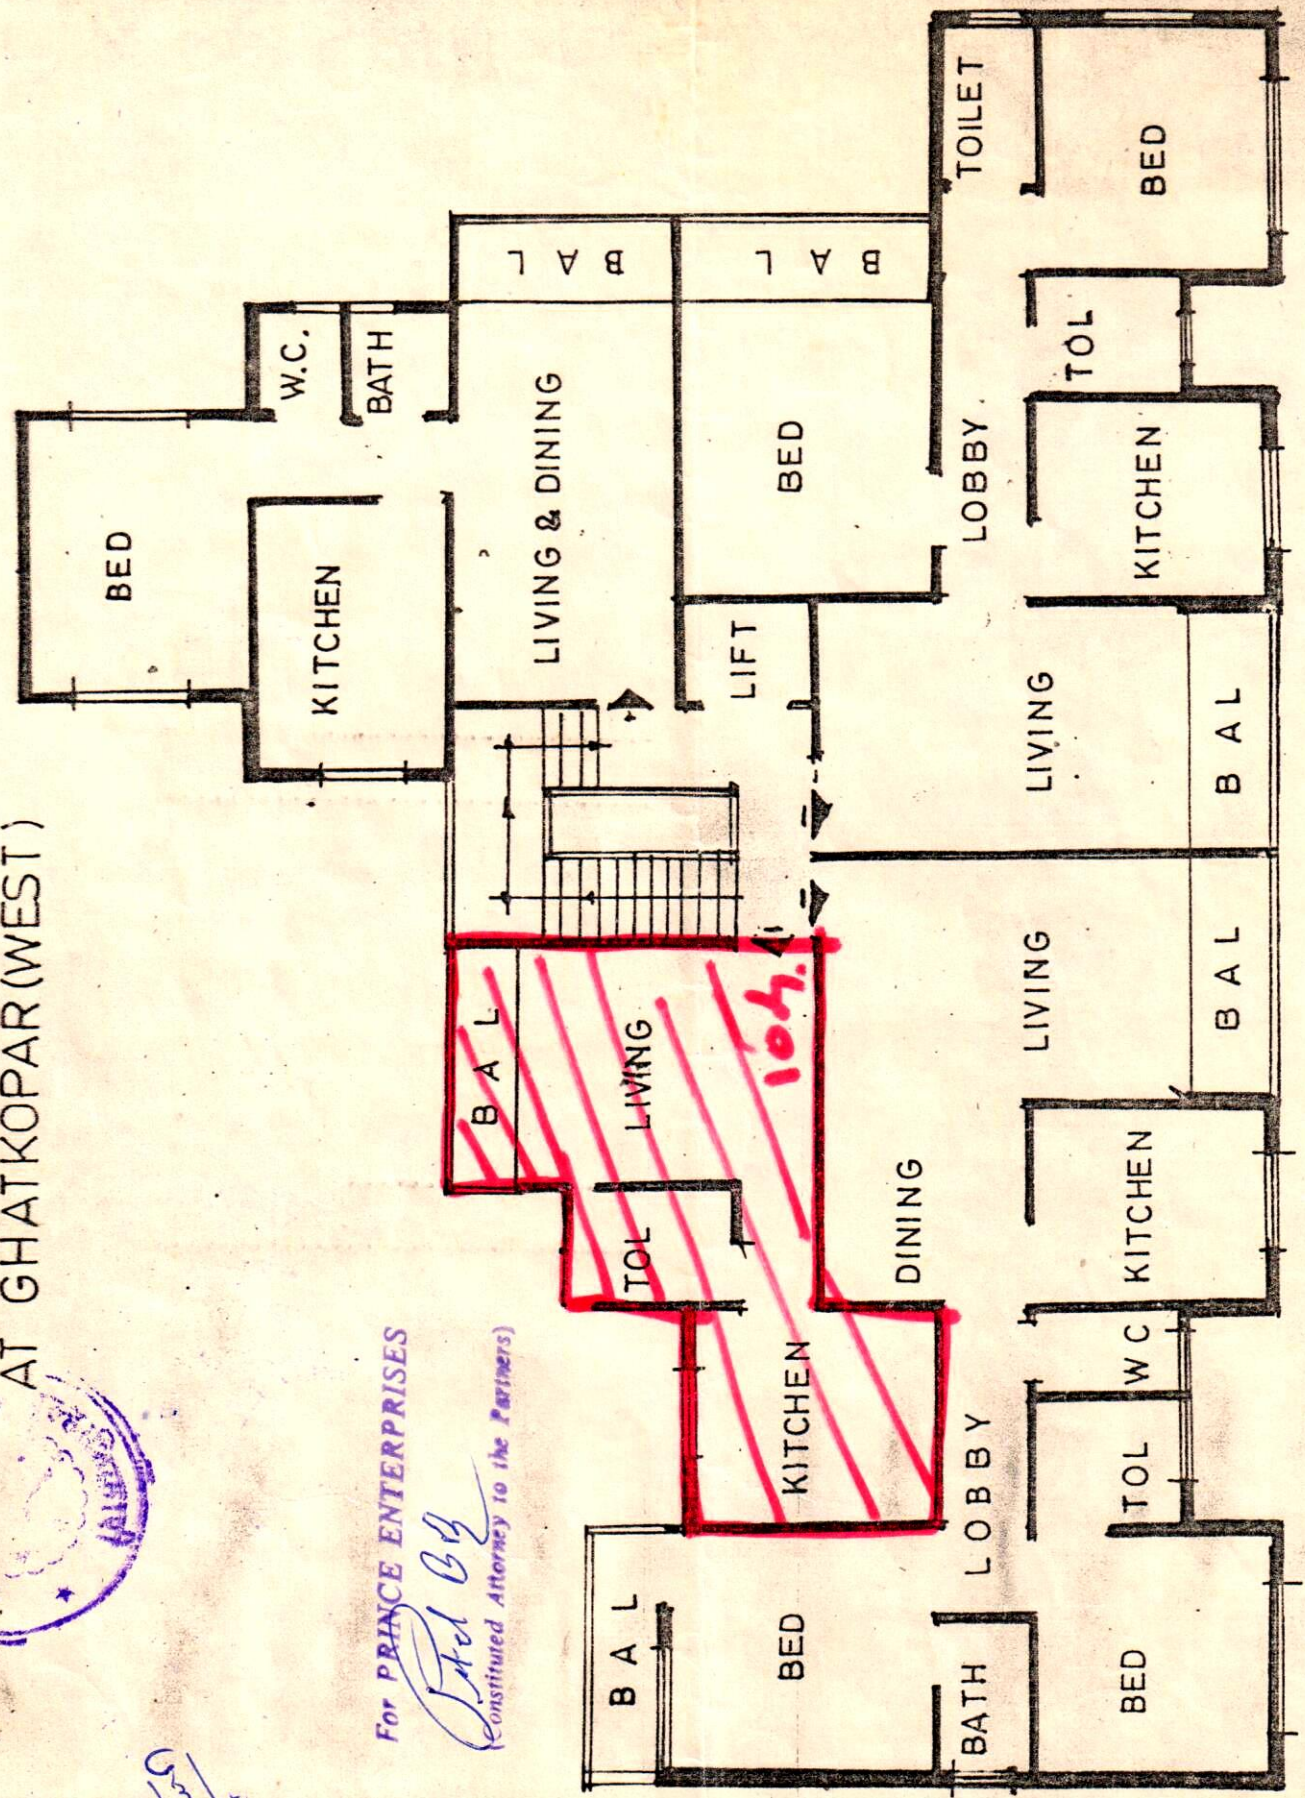 AT GHATKOPAR (WEST)
For PRINCE ENTERPRISES
(Constituted Attorney to the Partners)
BED
KITCHEN
W.C.
BATH
LIVING & DINING
BAL
BAL
BED
LIFT
TOILET
BED
TOL
LOBBY
KITCHEN
LIVING
BAL
BAL
LIVING
TOL
KITCHEN
104.
DINING
LIVING
BAL
KITCHEN
WC
TOL
LOBBY
BAL
BED
BATH
BED